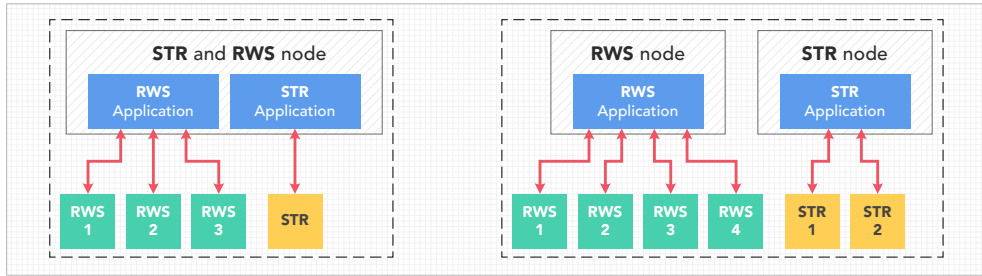 STR and RWS node
RWS
Application
STR
Application
RWS
1
RWS
2
RWS
3
STR
RWS node
STR node
RWS
Application
STR
Application
RWS
1
RWS
2
RWS
3
RWS
4
STR
1
STR
2